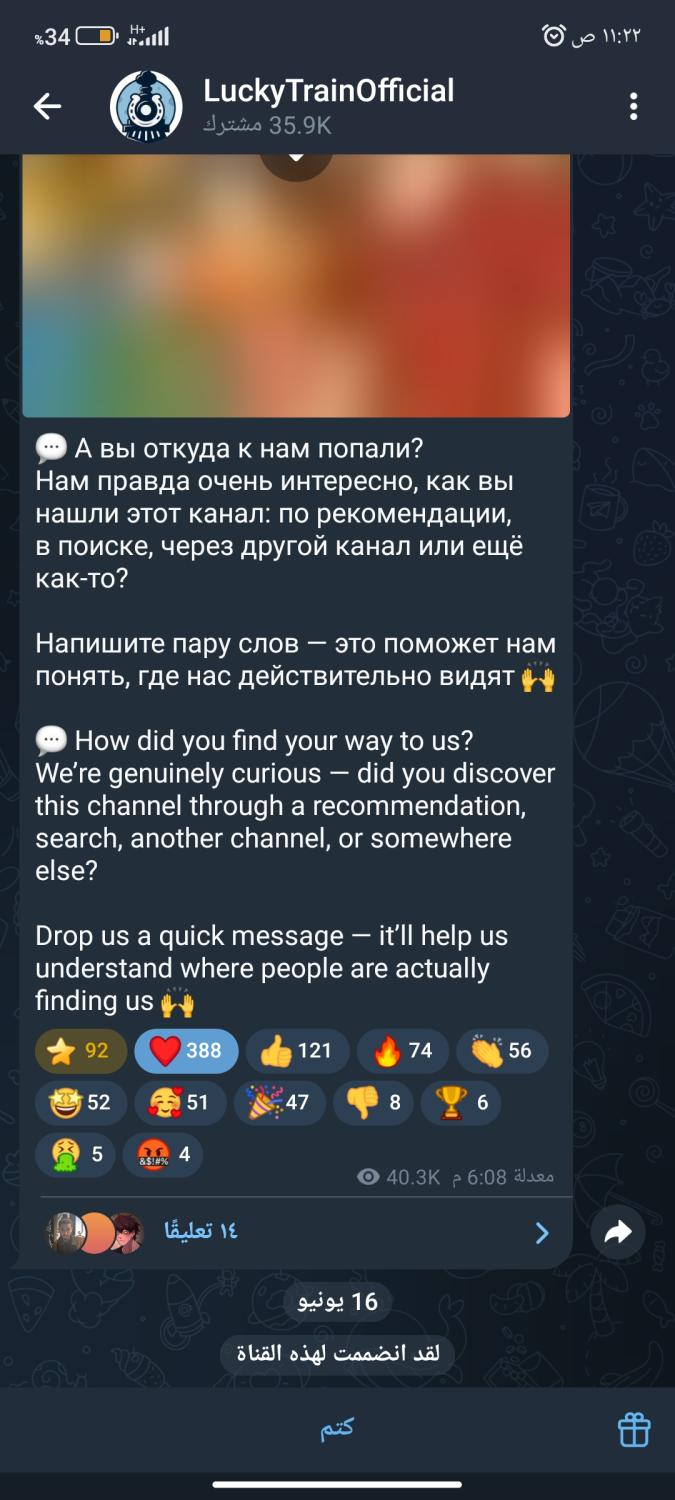 %34 H+ ١١:٢٢ ص
LuckyTrainOfficial
35.9K مشترك
💬 А вы откуда к нам попали?
Нам правда очень интересно, как вы
нашли этот канал: по рекомендации,
в поиске, через другой канал или ещё
как-то?
Напишите пару слов — это поможет нам
понять, где нас действительно видят 🙌
💬 How did you find your way to us?
We’re genuinely curious — did you discover
this channel through a recommendation,
search, another channel, or somewhere
else?
Drop us a quick message — it’ll help us
understand where people are actually
finding us 🙌
⭐ 92 ❤️ 388 👍 121 🔥 74 👏 56
🤩 52 🥰 51 🎉 47 👎 8 🏆 6
🤮 5 🤬 4
40.3K معدلة 6:08 م
١٤ تعليقًا
16 يونيو
لقد انضممت لهذه القناة
كتم